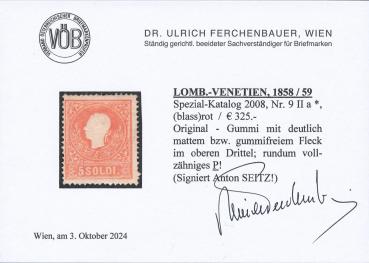 VÖB
DR. ULRICH FERCHENBAUER, WIEN
Ständig gerichtl. beeideter Sachverständiger für Briefmarken
LOMB.-VENETIEN, 1858 / 59
Spezial-Katalog 2008, Nr. 9 II a *,
(blass)rot / € 325.-
Original - Gummi mit deutlich
mattem bzw. gummifreiem Fleck
im oberen Drittel; rundum voll-
zähniges P!
(Signiert Anton SEITZ!)
5 SOLDI
Wien, am 3. Oktober 2024